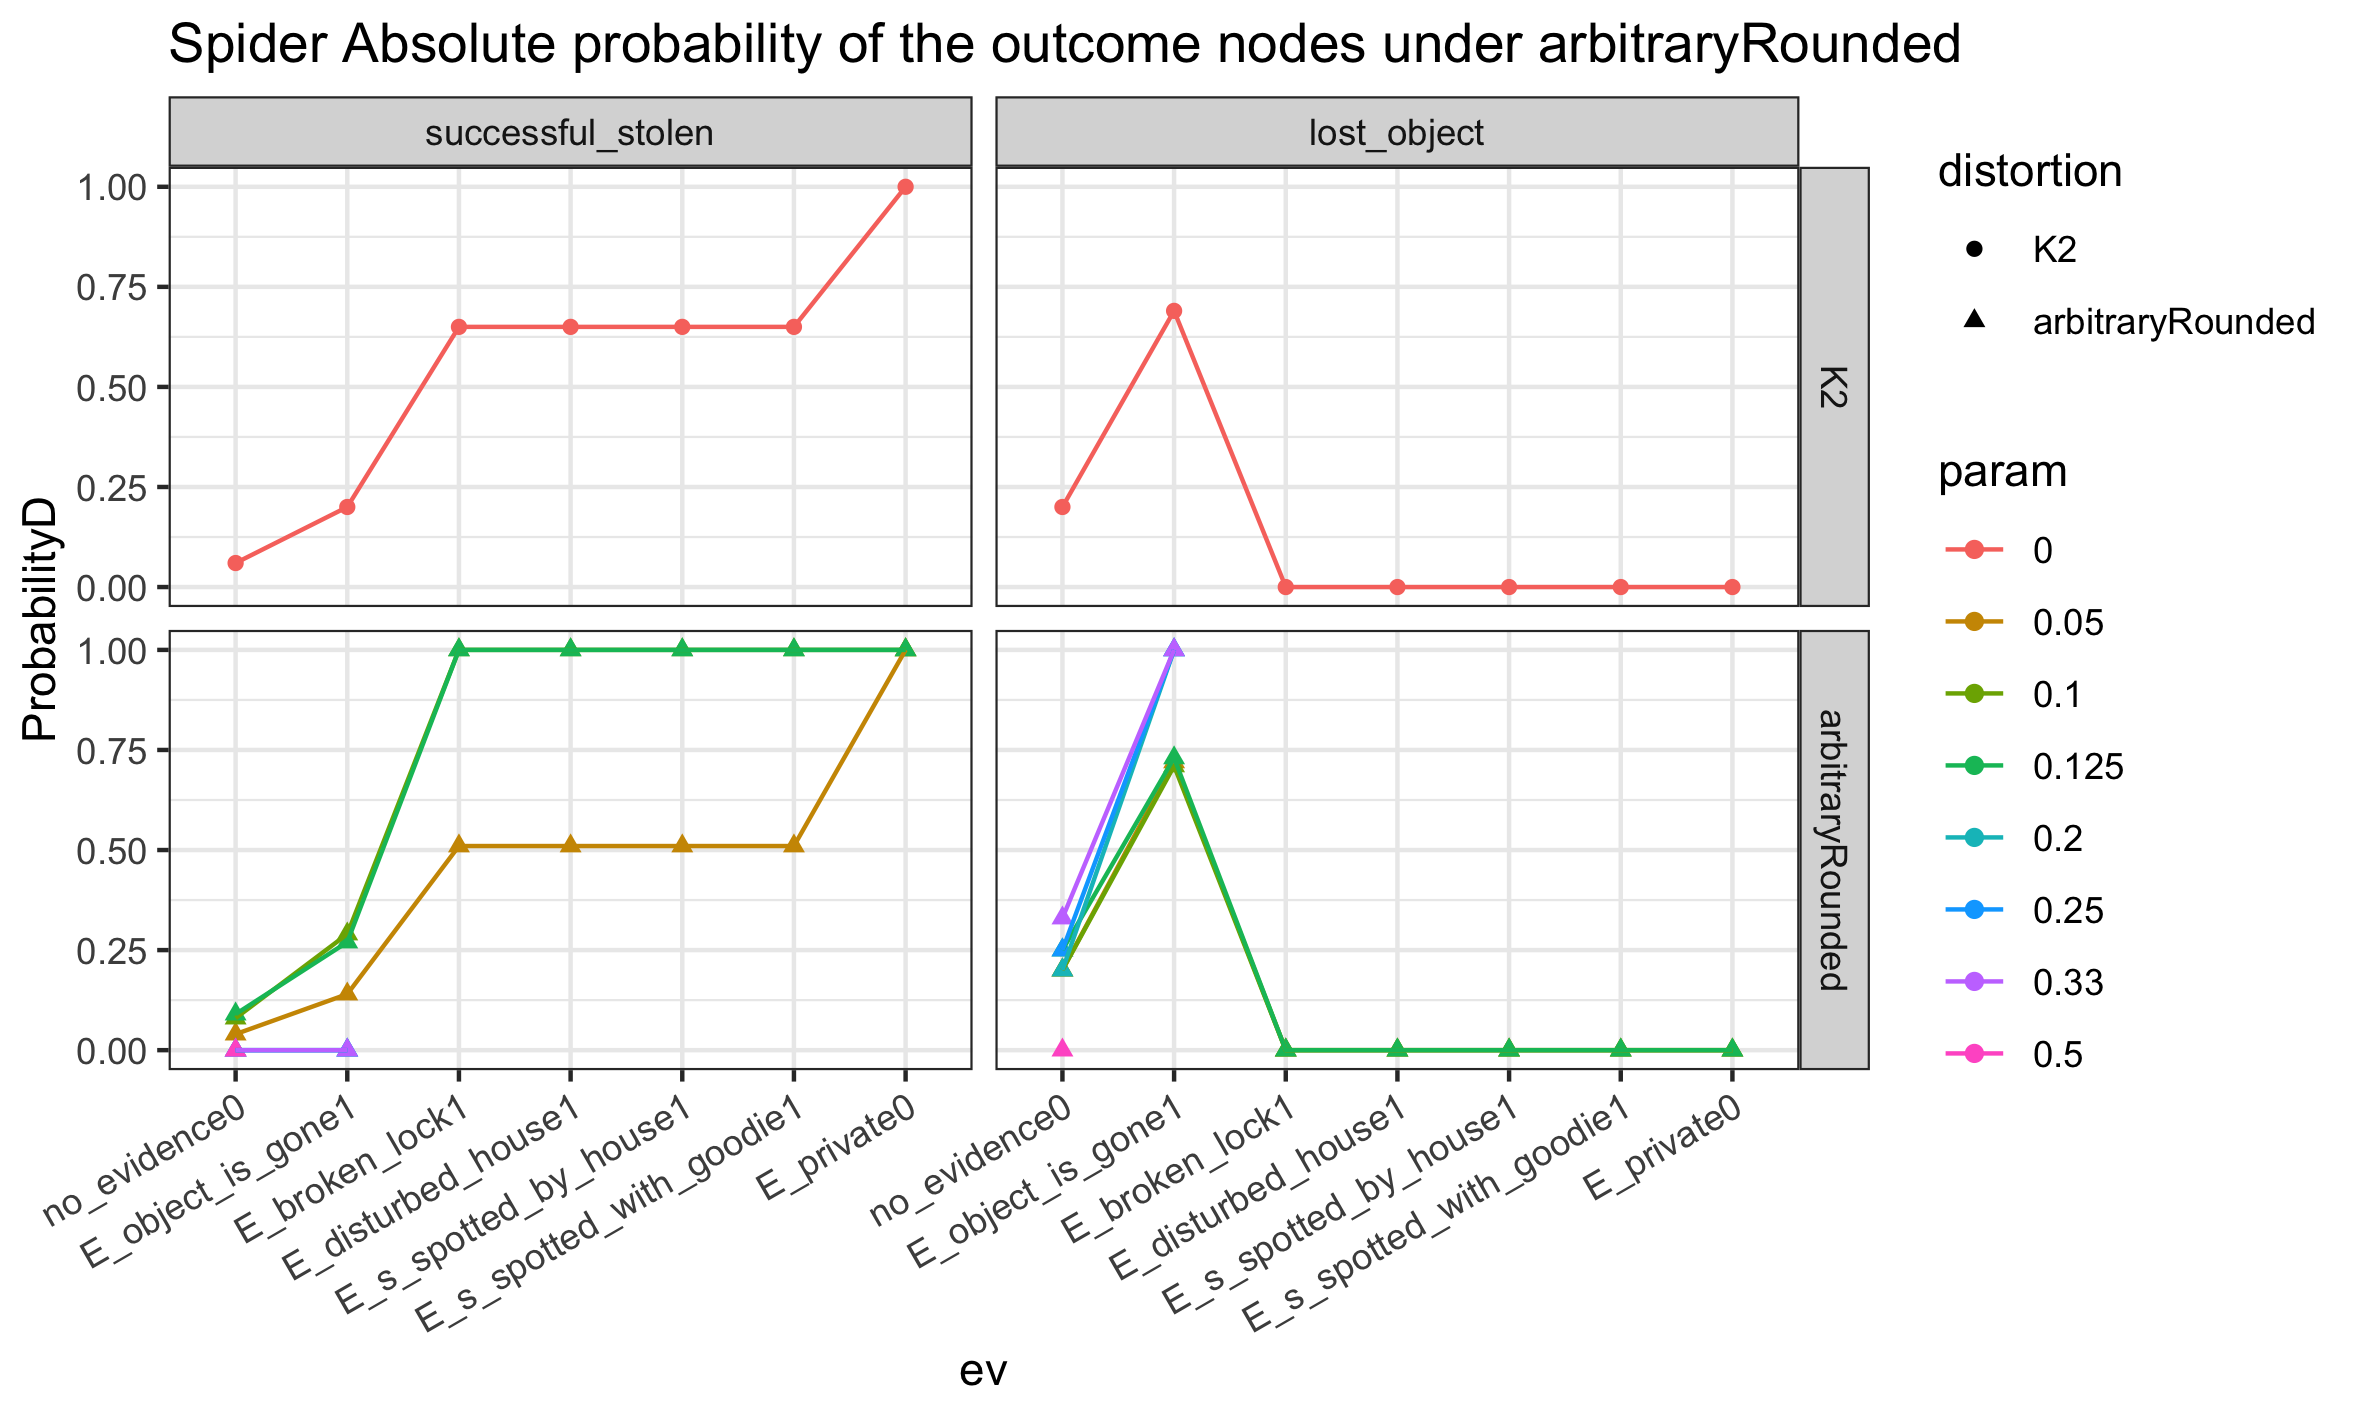 Spider Absolute probability of the outcome nodes under arbitraryRounded
successful_stolen
lost_object
K2
arbitraryRounded
ProbabilityD
1.00
0.75
0.50
0.25
0.00
1.00
0.75
0.50
0.25
0.00
no_evidence0
E_object_is_gone1
E_broken_lock1
E_disturbed_house1
E_s_spotted_by_house1
E_s_spotted_with_goodie1
E_private0
no_evidence0
E_object_is_gone1
E_broken_lock1
E_disturbed_house1
E_s_spotted_by_house1
E_s_spotted_with_goodie1
E_private0
ev
distortion
K2
arbitraryRounded
param
0
0.05
0.1
0.125
0.2
0.25
0.33
0.5